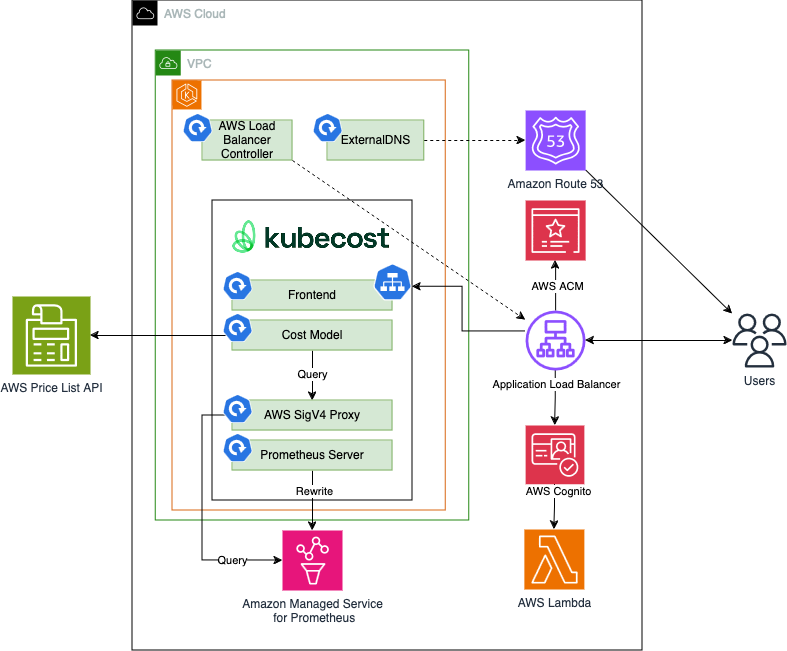 AWS Cloud
VPC
AWS Load
Balancer
Controller
ExternalDNS
53
Amazon Route 53
kubecost
AWS ACM
Frontend
Cost Model
AWS Price List API
Query
Application Load Balancer
Users
AWS SigV4 Proxy
Prometheus Server
Rewrite
AWS Cognito
Query
Amazon Managed Service
for Prometheus
AWS Lambda